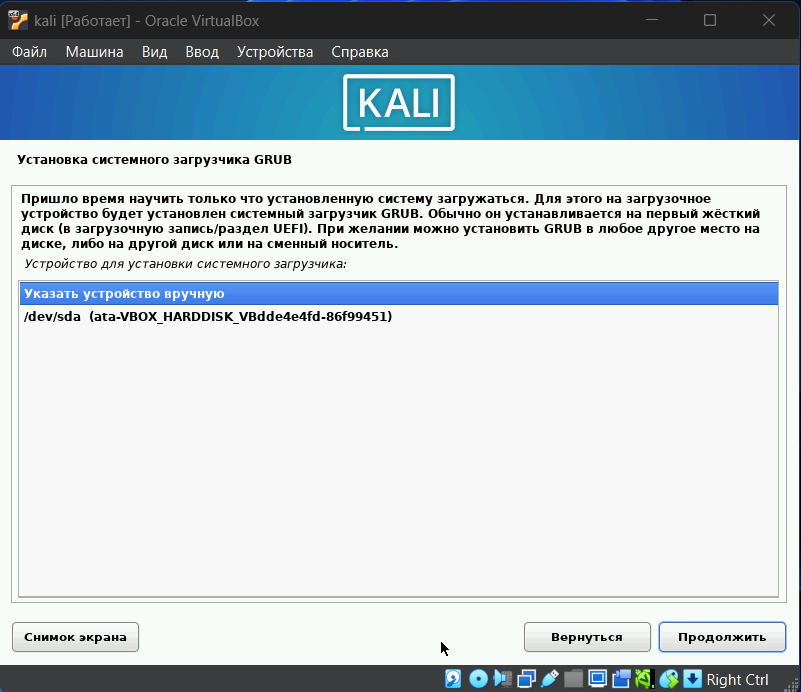 kali [Работает] - Oracle VirtualBox
Файл Машина Вид Ввод Устройства Справка
KALI
Установка системного загрузчика GRUB
Пришло время научить только что установленную систему загружаться. Для этого на загрузочное
устройство будет установлен системный загрузчик GRUB. Обычно он устанавливается на первый жёсткий
диск (в загрузочную запись/раздел UEFI). При желании можно установить GRUB в любое другое место на
диске, либо на другой диск или на сменный носитель.
Устройство для установки системного загрузчика:
Указать устройство вручную
/dev/sda (ata-VBOX_HARDDISK_VBdde4e4fd-86f99451)
Снимок экрана Вернуться Продолжить
Right Ctrl